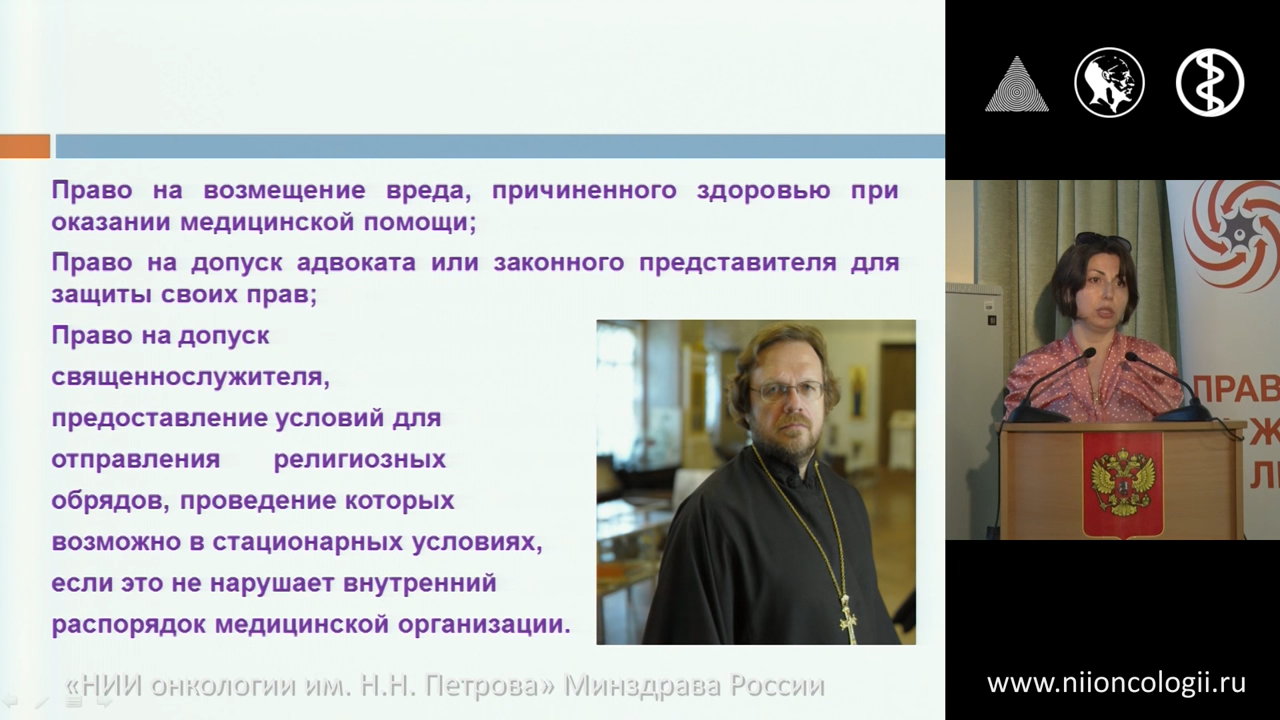 Право на возмещение вреда, причиненного здоровью при
оказании медицинской помощи;
Право на допуск адвоката или законного представителя для
защиты своих прав;
Право на допуск
священнослужителя,
предоставление условий для
отправления религиозных
обрядов, проведение которых
возможно в стационарных условиях,
если это не нарушает внутренний
распорядок медицинской организации.
«НИИ онкологии им. Н.Н. Петрова» Минздрава России
ПРАВ
Ж
Л
www.niioncologii.ru